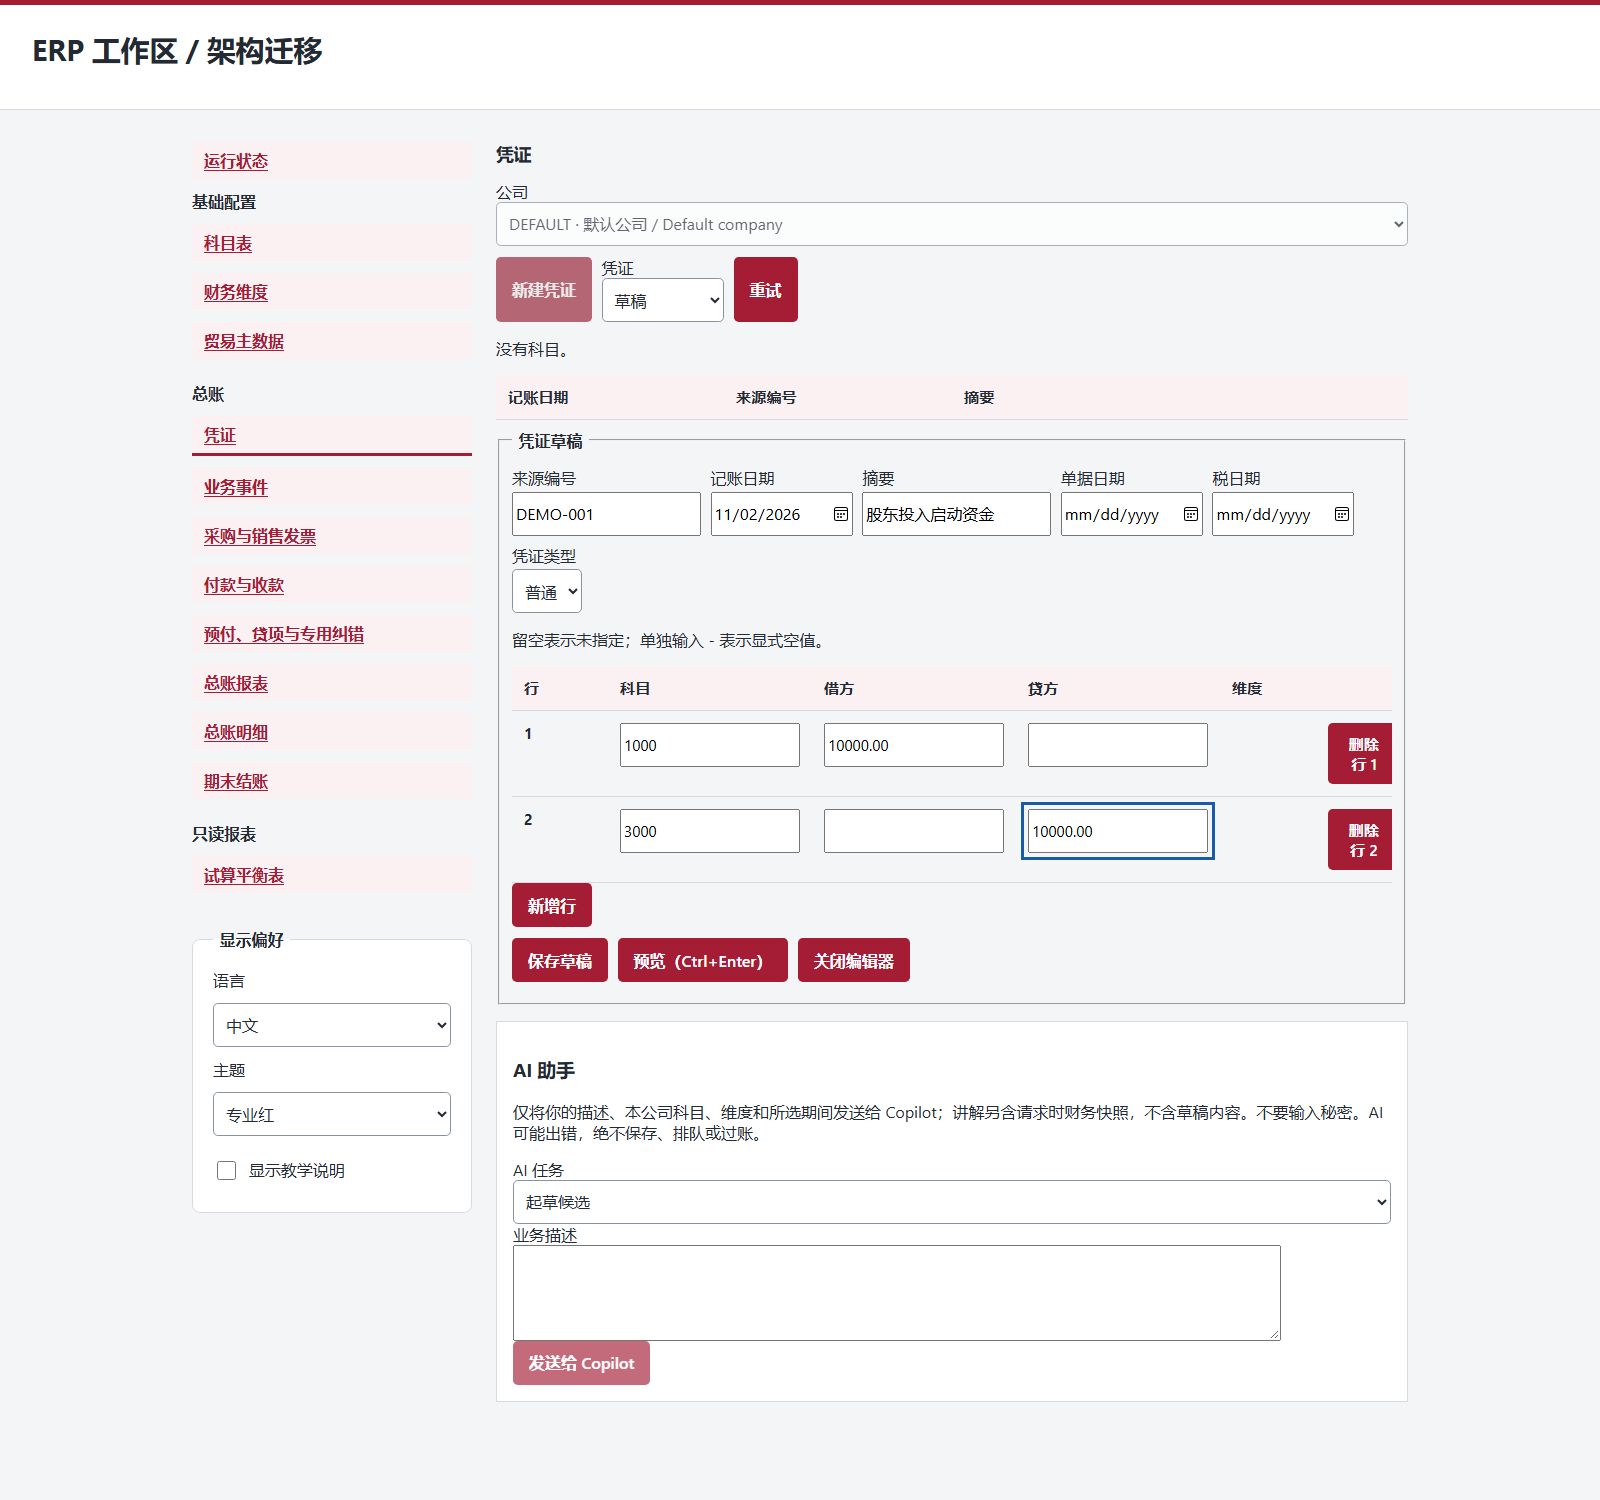 ERP 工作区 / 架构迁移
运行状态
基础配置
科目表
财务维度
贸易主数据
总账
凭证
业务事件
采购与销售发票
付款与收款
预付、贷项与专用纠错
总账报表
总账明细
期末结账
只读报表
试算平衡表
显示偏好
语言
中文
主题
专业红
显示教学说明
凭证
公司
DEFAULT · 默认公司 / Default company
新建凭证
凭证
草稿
重试
没有科目。
记账日期 来源编号 摘要
凭证草稿
来源编号 记账日期 摘要 单据日期 税日期
DEMO-001 11/02/2026 股东投入启动资金 mm/dd/yyyy mm/dd/yyyy
凭证类型
普通
留空表示未指定；单独输入 - 表示显式空值。
行 科目 借方 贷方 维度
1 1000 10000.00 删除行 1
2 3000 10000.00 删除行 2
新增行
保存草稿 预览（Ctrl+Enter） 关闭编辑器
AI 助手
仅将你的描述、本公司科目、维度和所选期间发送给 Copilot；讲解另含请求时财务快照，不含草稿内容。不要输入秘密。AI
可能出错，绝不保存、排队或过账。
AI 任务
起草候选
业务描述
发送给 Copilot